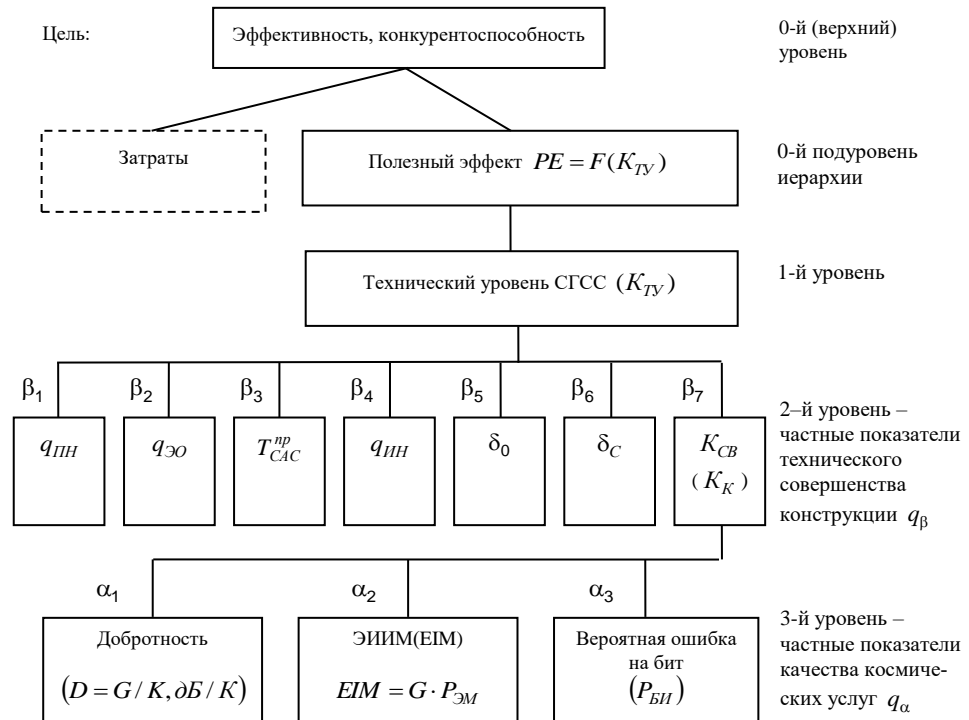 Цель:
Эффективность, конкурентоспособность
0-й (верхний)
уровень
Затраты
Полезный эффект PE = F(K_ТУ)
0-й подуровень
иерархии
Технический уровень СГСС (K_ТУ)
1-й уровень
β₁ β₂ β₃ β₄ β₅ β₆ β₇
q_ПН
q_ЭО
T_САС^пр
q_ИН
δ₀
δ_С
K_СВ
(K_К)
2–й уровень –
частные показатели
технического
совершенства
конструкции q_β
α₁ α₂ α₃
Добротность
(D = G / K, дБ / К)
ЭИИМ(EIM)
EIM = G · P_ЭМ
Вероятная ошибка
на бит
(P_БИ)
3-й уровень –
частные показатели
качества космиче-
ских услуг q_α